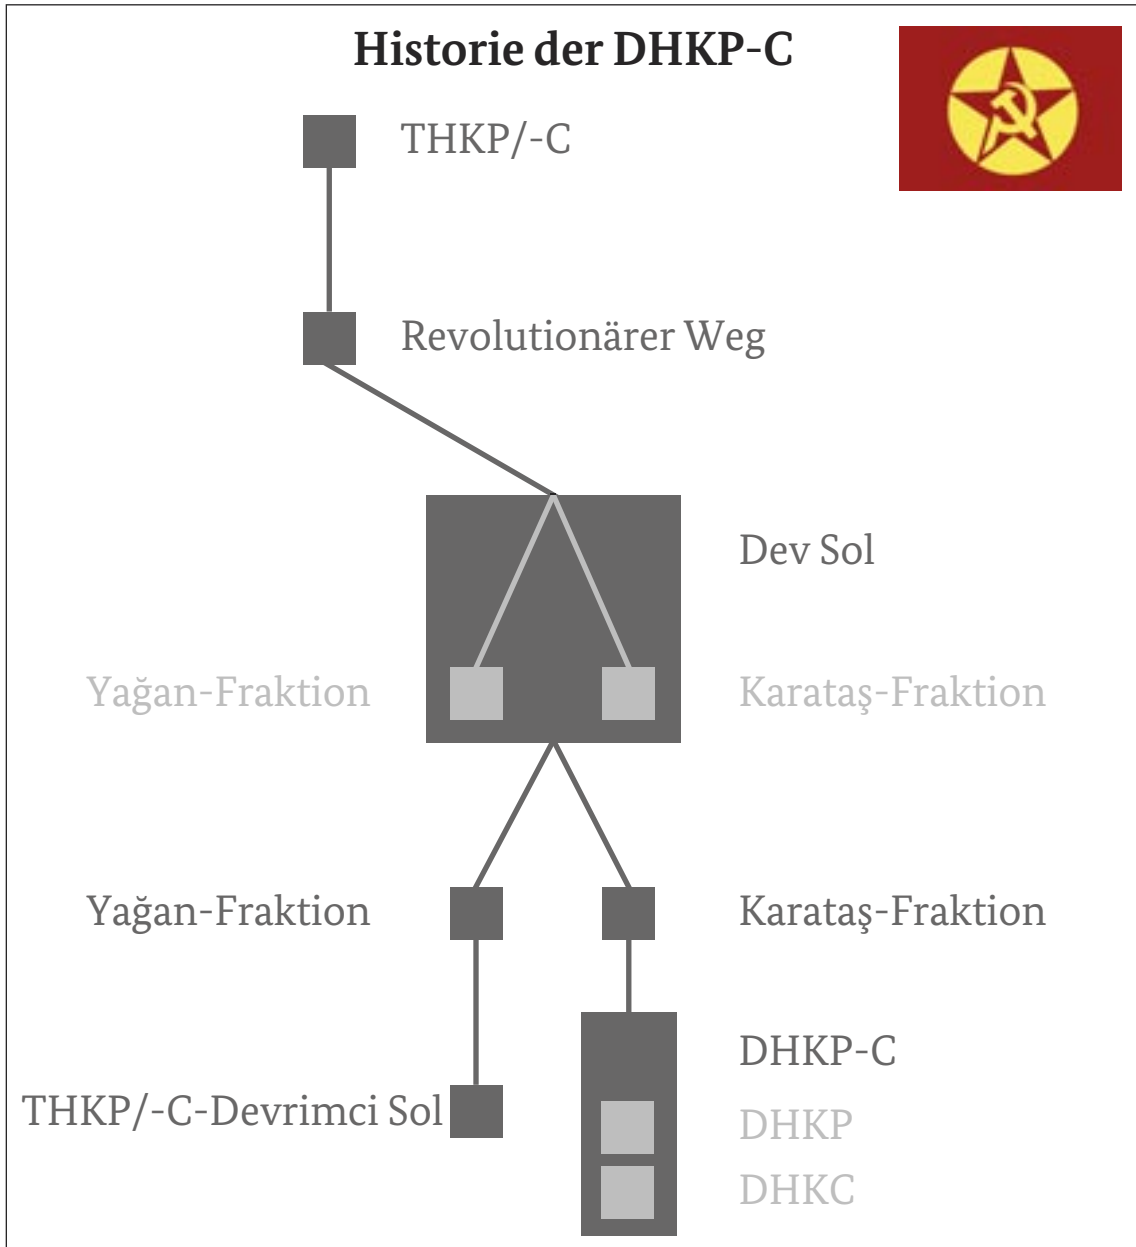 Historie der DHKP-C
THKP/-C
Revolutionärer Weg
Dev Sol
Yağan-Fraktion
Karataş-Fraktion
Yağan-Fraktion
Karataş-Fraktion
DHKP-C
THKP/-C-Devrimci Sol
DHKP
DHKC